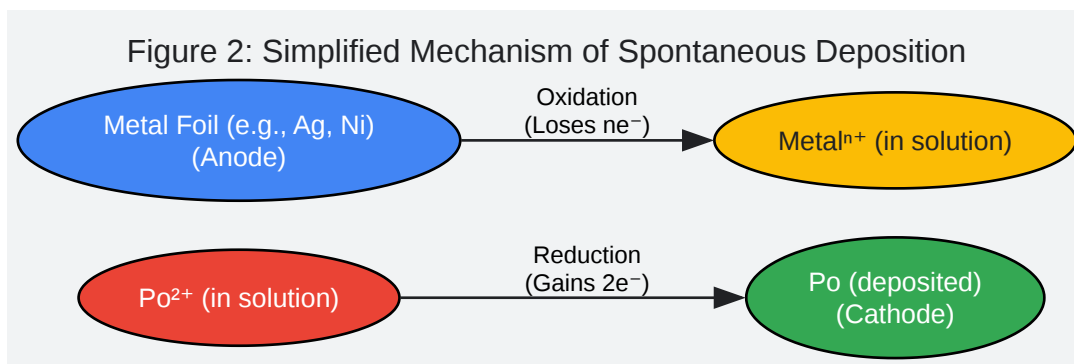 Figure 2: Simplified Mechanism of Spontaneous Deposition
Metal Foil (e.g., Ag, Ni)
(Anode)
Oxidation
(Loses ne⁻)
Metalⁿ⁺ (in solution)
Po²⁺ (in solution)
Reduction
(Gains 2e⁻)
Po (deposited)
(Cathode)